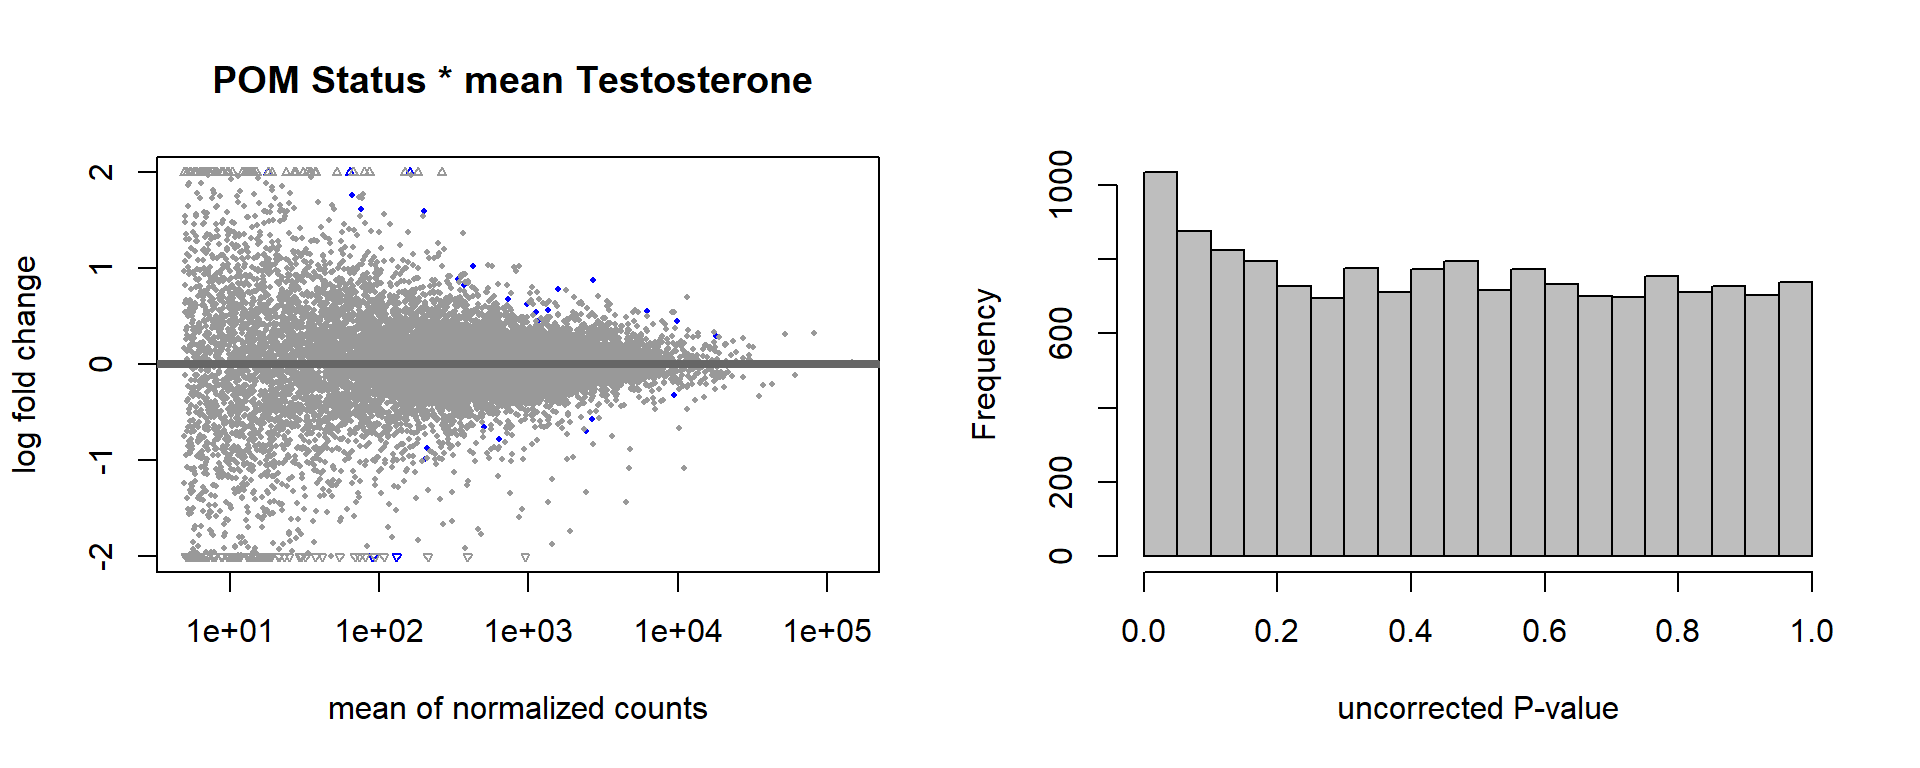 POM Status * mean Testosterone
log fold change
2
1
0
-1
-2
1e+01 1e+02 1e+03 1e+04 1e+05
mean of normalized counts
Frequency
1000
600
200
0
0.0 0.2 0.4 0.6 0.8 1.0
uncorrected P-value